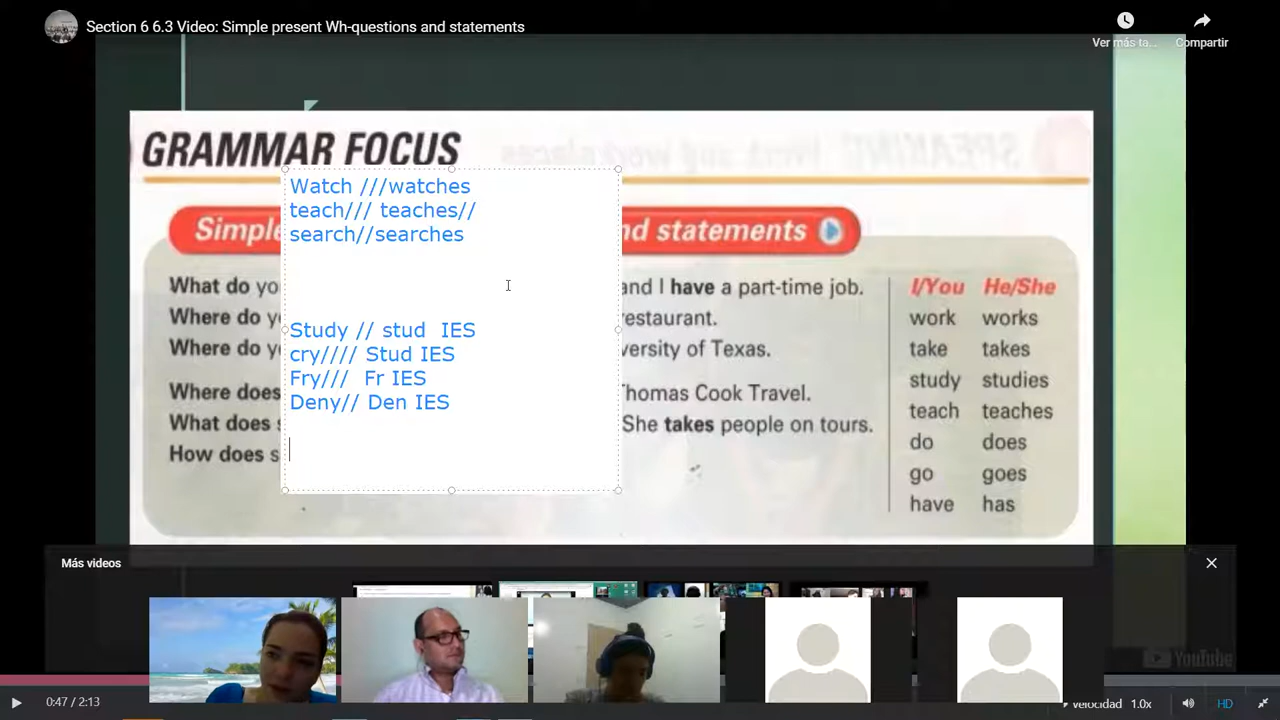 Section 6 6.3 Video: Simple present Wh-questions and statements
Ver más ta...
Compartir
GRAMMAR FOCUS
SPEAKING Work and workplaces
Watch ///watches
teach/// teaches//
search//searches
Study // stud  IES
cry//// Stud IES
Fry///  Fr IES
Deny// Den IES
Simple
nd statements
What do yo
and I have a part-time job.
Where do y
restaurant.
Where do y
versity of Texas.
Where does
Thomas Cook Travel.
What does s
She takes people on tours.
How does s
I/You He/She
work works
take takes
study studies
teach teaches
do does
go goes
have has
Más videos
YouTube
0:47 / 2:13
Velocidad 1.0x
HD